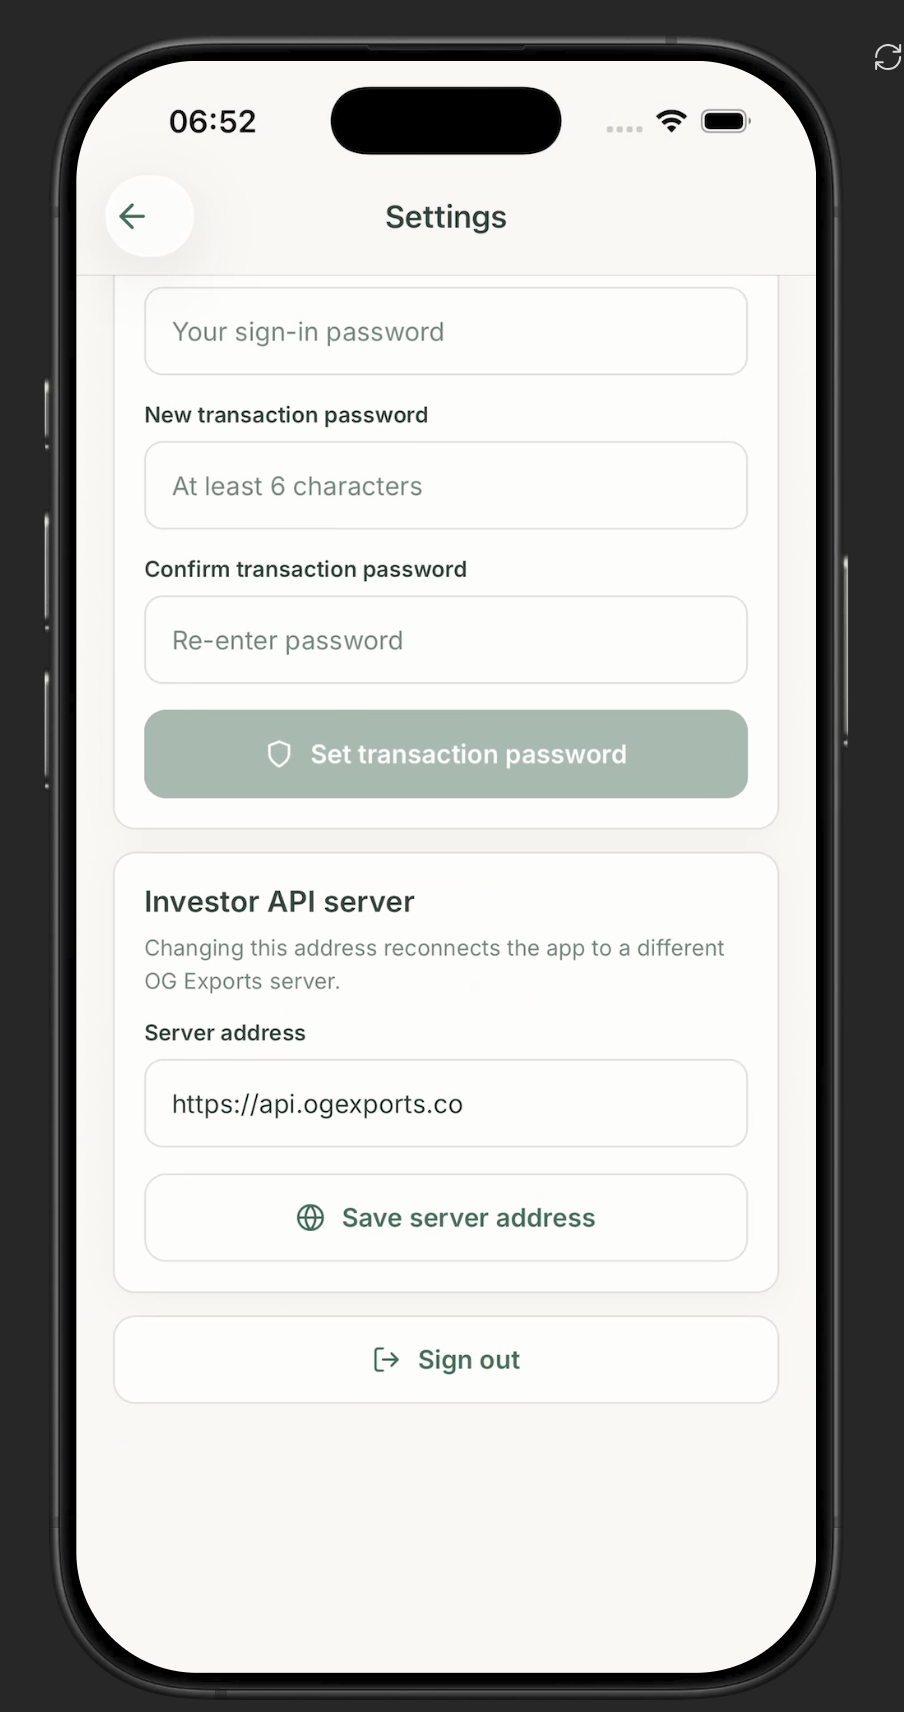 06:52
Settings
Your sign-in password
New transaction password
At least 6 characters
Confirm transaction password
Re-enter password
Set transaction password
Investor API server
Changing this address reconnects the app to a different
OG Exports server.
Server address
https://api.ogexports.co
Save server address
Sign out